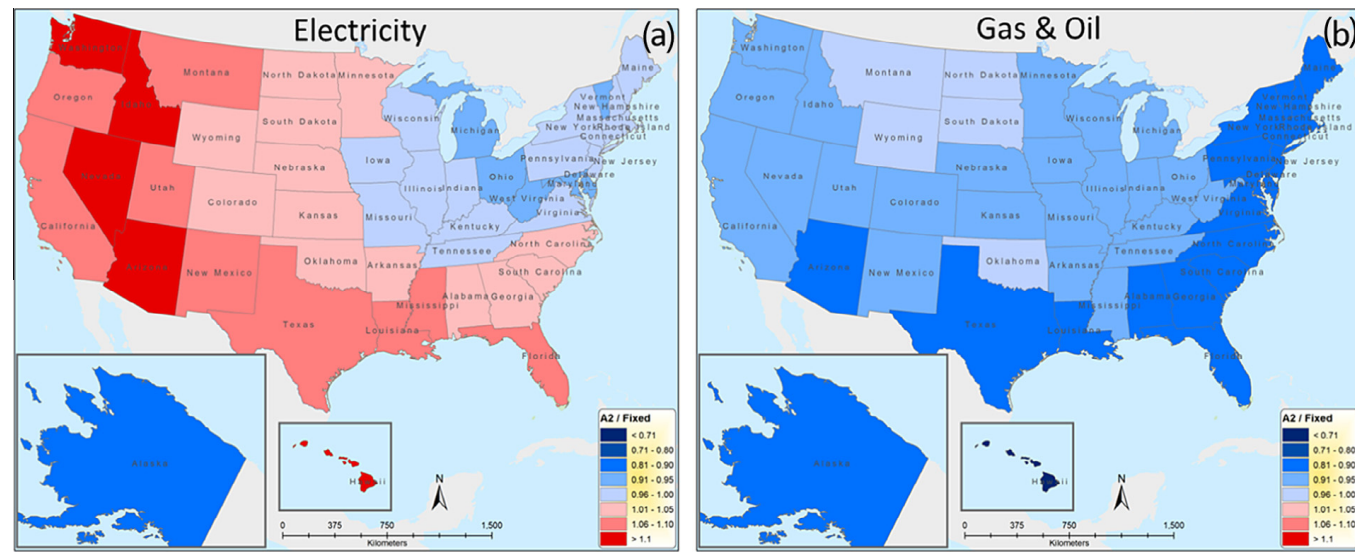 Electricity
(a)
Washington
Montana
North Dakota
Minnesota
Maine
Oregon
Idaho
Vermont
New Hampshire
South Dakota
Wisconsin
Massachusetts
Wyoming
Michigan
New York
Rhode Island
Connecticut
Iowa
Pennsylvania
New Jersey
Nebraska
Ohio
Delaware
Nevada
Illinois
Indiana
Maryland
Utah
Colorado
West Virginia
Kansas
Missouri
Virginia
California
Kentucky
North Carolina
Tennessee
Oklahoma
Arkansas
Arizona
New Mexico
South Carolina
Mississippi
Alabama
Georgia
Texas
Louisiana
Florida
Alaska
Hawaii
N
0 375 750 1,500
Kilometers
A2 / Fixed
< 0.71
0.71 - 0.80
0.81 - 0.90
0.91 - 0.95
0.96 - 1.00
1.01 - 1.05
1.06 - 1.10
> 1.1
Gas & Oil
(b)
Washington
Montana
North Dakota
Minnesota
Maine
Oregon
Idaho
Vermont
New Hampshire
South Dakota
Wisconsin
Massachusetts
Wyoming
Michigan
New York
Rhode Island
Connecticut
Iowa
Pennsylvania
New Jersey
Nebraska
Ohio
Delaware
Nevada
Illinois
Indiana
Maryland
Utah
Colorado
West Virginia
Kansas
Missouri
Virginia
California
Kentucky
North Carolina
Tennessee
Oklahoma
Arkansas
Arizona
New Mexico
South Carolina
Mississippi
Alabama
Georgia
Texas
Louisiana
Florida
Alaska
Hawaii
N
0 375 750 1,500
Kilometers
A2 / Fixed
< 0.71
0.71 - 0.80
0.81 - 0.90
0.91 - 0.95
0.96 - 1.00
1.01 - 1.05
1.06 - 1.10
> 1.1